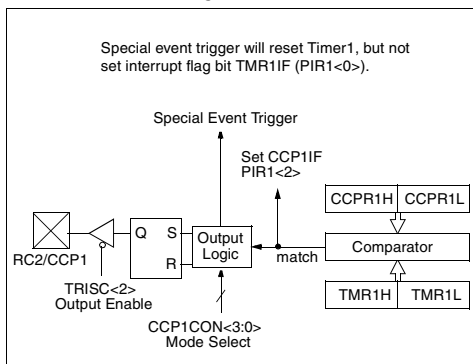 Special event trigger will reset Timer1, but not
set interrupt flag bit TMR1IF (PIR1<0>).
Special Event Trigger
Set CCP1IF
PIR1<2>
CCPR1H CCPR1L
Q S Output
Logic
R
match
Comparator
RC2/CCP1
TRISC<2>
Output Enable
TMR1H TMR1L
CCP1CON<3:0>
Mode Select